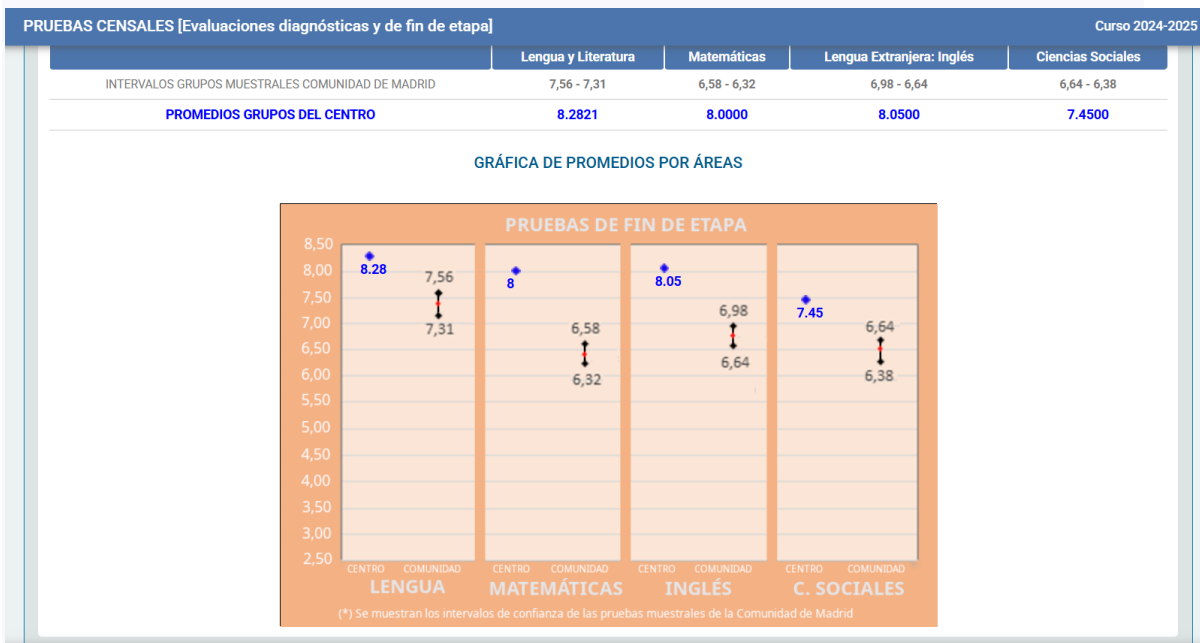 PRUEBAS CENSALES [Evaluaciones diagnósticas y de fin de etapa] Curso 2024-2025
Lengua y Literatura Matemáticas Lengua Extranjera: Inglés Ciencias Sociales
INTERVALOS GRUPOS MUESTRALES COMUNIDAD DE MADRID 7,56 - 7,31 6,58 - 6,32 6,98 - 6,64 6,64 - 6,38
PROMEDIOS GRUPOS DEL CENTRO 8.2821 8.0000 8.0500 7.4500
GRÁFICA DE PROMEDIOS POR ÁREAS
PRUEBAS DE FIN DE ETAPA
8,50
8,00
7,50
7,00
6,50
6,00
5,50
5,00
4,50
4,00
3,50
3,00
2,50
8.28
7,56
7,31
8
6,58
6,32
8.05
6,98
6,64
7.45
6,64
6,38
CENTRO COMUNIDAD CENTRO COMUNIDAD CENTRO COMUNIDAD CENTRO COMUNIDAD
LENGUA MATEMÁTICAS INGLÉS C. SOCIALES
(*) Se muestran los intervalos de confianza de las pruebas muestrales de la Comunidad de Madrid